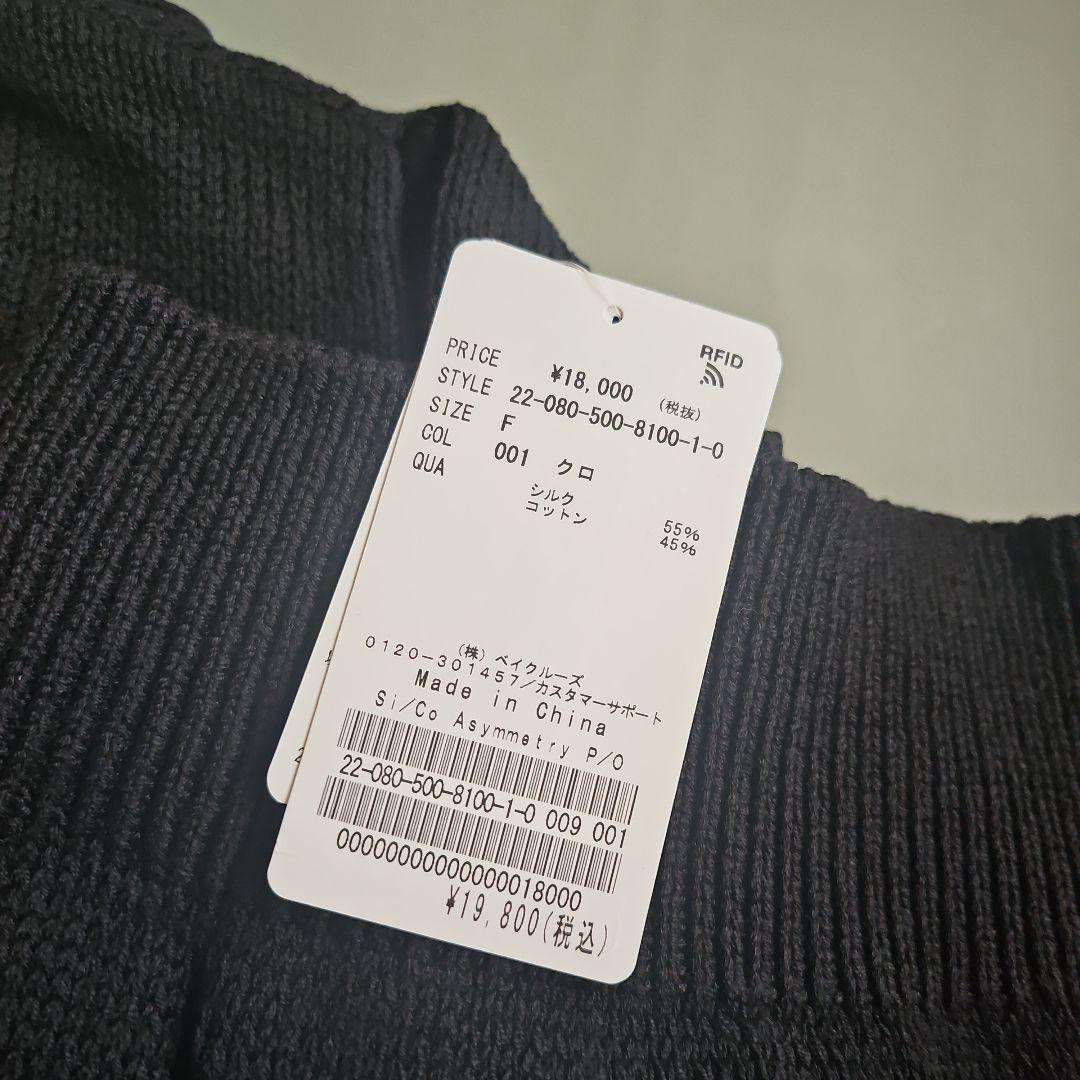 RFID
PRICE ¥18,000 (税抜)
STYLE 22-080-500-8100-1-0
SIZE F
COL 001 クロ
QUA
シルク 55%
コットン 45%
(株)ベイクルーズ
0120-301457/カスタマーサポート
Made in China
Si/Co Asymmetry P/O
22-080-500-8100-1-0 009 001
00000000000000018000
¥19,800(税込)